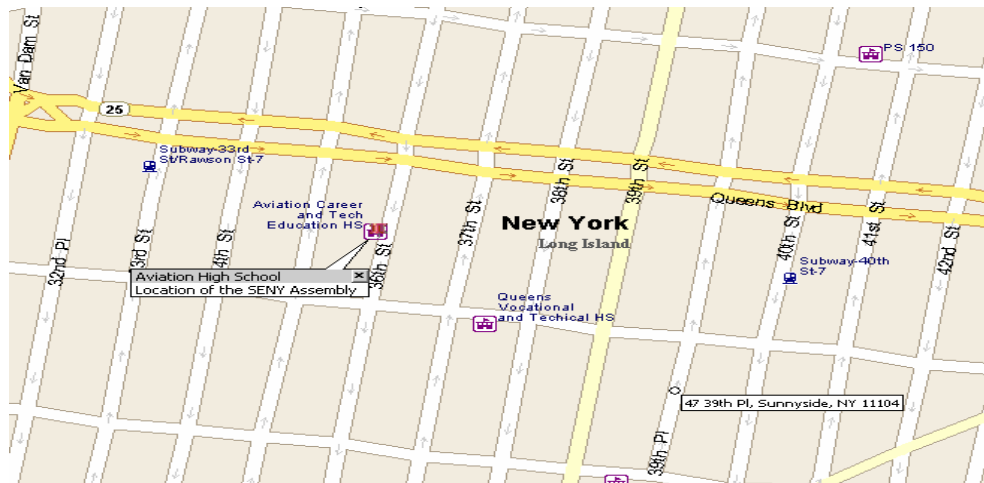 Van Dam St
PS 150
25
Subway-33rd
St/Rawson St-7
38th St
39th St
Queens Blvd
Aviation Career
and Tech
Education HS
37th St
New York
Long Island
40th St
41st St
42nd St
32nd Pl
3rd St
4th St
36th St
Subway-40th
St-7
Aviation High School
Location of the SENY Assembly
Queens
Vocational
and Techical HS
47 39th Pl, Sunnyside, NY 11104
39th Pl